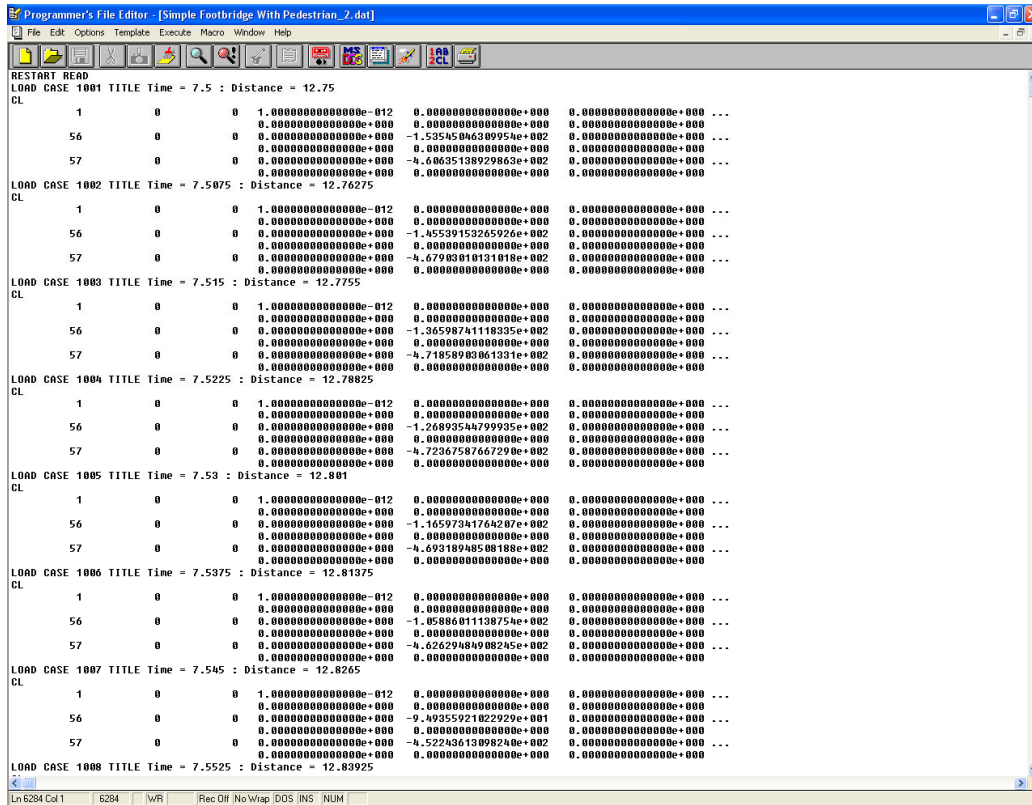 Programmer's File Editor - [Simple Footbridge With Pedestrian_2.dat]
File Edit Options Template Execute Macro Window Help
MS DOS 1AB 2CL
RESTART READ
LOAD CASE 1001 TITLE Time = 7.5 : Distance = 12.75
CL
1 0 0 1.00000000000000e-012 0.00000000000000e+000 0.00000000000000e+000 ...
0.00000000000000e+000 0.00000000000000e+000 0.00000000000000e+000
56 0 0 0.00000000000000e+000 -1.53545046309954e+002 0.00000000000000e+000 ...
0.00000000000000e+000 0.00000000000000e+000 0.00000000000000e+000
57 0 0 0.00000000000000e+000 -4.60635138929863e+002 0.00000000000000e+000 ...
0.00000000000000e+000 0.00000000000000e+000 0.00000000000000e+000
LOAD CASE 1002 TITLE Time = 7.5075 : Distance = 12.76275
CL
1 0 0 1.00000000000000e-012 0.00000000000000e+000 0.00000000000000e+000 ...
0.00000000000000e+000 0.00000000000000e+000 0.00000000000000e+000
56 0 0 0.00000000000000e+000 -1.45539153265926e+002 0.00000000000000e+000 ...
0.00000000000000e+000 0.00000000000000e+000 0.00000000000000e+000
57 0 0 0.00000000000000e+000 -4.67903010131018e+002 0.00000000000000e+000 ...
0.00000000000000e+000 0.00000000000000e+000 0.00000000000000e+000
LOAD CASE 1003 TITLE Time = 7.515 : Distance = 12.7755
CL
1 0 0 1.00000000000000e-012 0.00000000000000e+000 0.00000000000000e+000 ...
0.00000000000000e+000 0.00000000000000e+000 0.00000000000000e+000
56 0 0 0.00000000000000e+000 -1.36598741118335e+002 0.00000000000000e+000 ...
0.00000000000000e+000 0.00000000000000e+000 0.00000000000000e+000
57 0 0 0.00000000000000e+000 -4.71858903061331e+002 0.00000000000000e+000 ...
0.00000000000000e+000 0.00000000000000e+000 0.00000000000000e+000
LOAD CASE 1004 TITLE Time = 7.5225 : Distance = 12.78825
CL
1 0 0 1.00000000000000e-012 0.00000000000000e+000 0.00000000000000e+000 ...
0.00000000000000e+000 0.00000000000000e+000 0.00000000000000e+000
56 0 0 0.00000000000000e+000 -1.26893544799935e+002 0.00000000000000e+000 ...
0.00000000000000e+000 0.00000000000000e+000 0.00000000000000e+000
57 0 0 0.00000000000000e+000 -4.72367587667290e+002 0.00000000000000e+000 ...
0.00000000000000e+000 0.00000000000000e+000 0.00000000000000e+000
LOAD CASE 1005 TITLE Time = 7.53 : Distance = 12.801
CL
1 0 0 1.00000000000000e-012 0.00000000000000e+000 0.00000000000000e+000 ...
0.00000000000000e+000 0.00000000000000e+000 0.00000000000000e+000
56 0 0 0.00000000000000e+000 -1.16597341764207e+002 0.00000000000000e+000 ...
0.00000000000000e+000 0.00000000000000e+000 0.00000000000000e+000
57 0 0 0.00000000000000e+000 -4.69318948508188e+002 0.00000000000000e+000 ...
0.00000000000000e+000 0.00000000000000e+000 0.00000000000000e+000
LOAD CASE 1006 TITLE Time = 7.5375 : Distance = 12.81375
CL
1 0 0 1.00000000000000e-012 0.00000000000000e+000 0.00000000000000e+000 ...
0.00000000000000e+000 0.00000000000000e+000 0.00000000000000e+000
56 0 0 0.00000000000000e+000 -1.05886011138754e+002 0.00000000000000e+000 ...
0.00000000000000e+000 0.00000000000000e+000 0.00000000000000e+000
57 0 0 0.00000000000000e+000 -4.62629484908245e+002 0.00000000000000e+000 ...
0.00000000000000e+000 0.00000000000000e+000 0.00000000000000e+000
LOAD CASE 1007 TITLE Time = 7.545 : Distance = 12.8265
CL
1 0 0 1.00000000000000e-012 0.00000000000000e+000 0.00000000000000e+000 ...
0.00000000000000e+000 0.00000000000000e+000 0.00000000000000e+000
56 0 0 0.00000000000000e+000 -9.49355921022929e+001 0.00000000000000e+000 ...
0.00000000000000e+000 0.00000000000000e+000 0.00000000000000e+000
57 0 0 0.00000000000000e+000 -4.52243613098240e+002 0.00000000000000e+000 ...
0.00000000000000e+000 0.00000000000000e+000 0.00000000000000e+000
LOAD CASE 1008 TITLE Time = 7.5525 : Distance = 12.83925
Ln 6284 Col 1 6284 WR Rec Off No Wrap DOS INS NUM